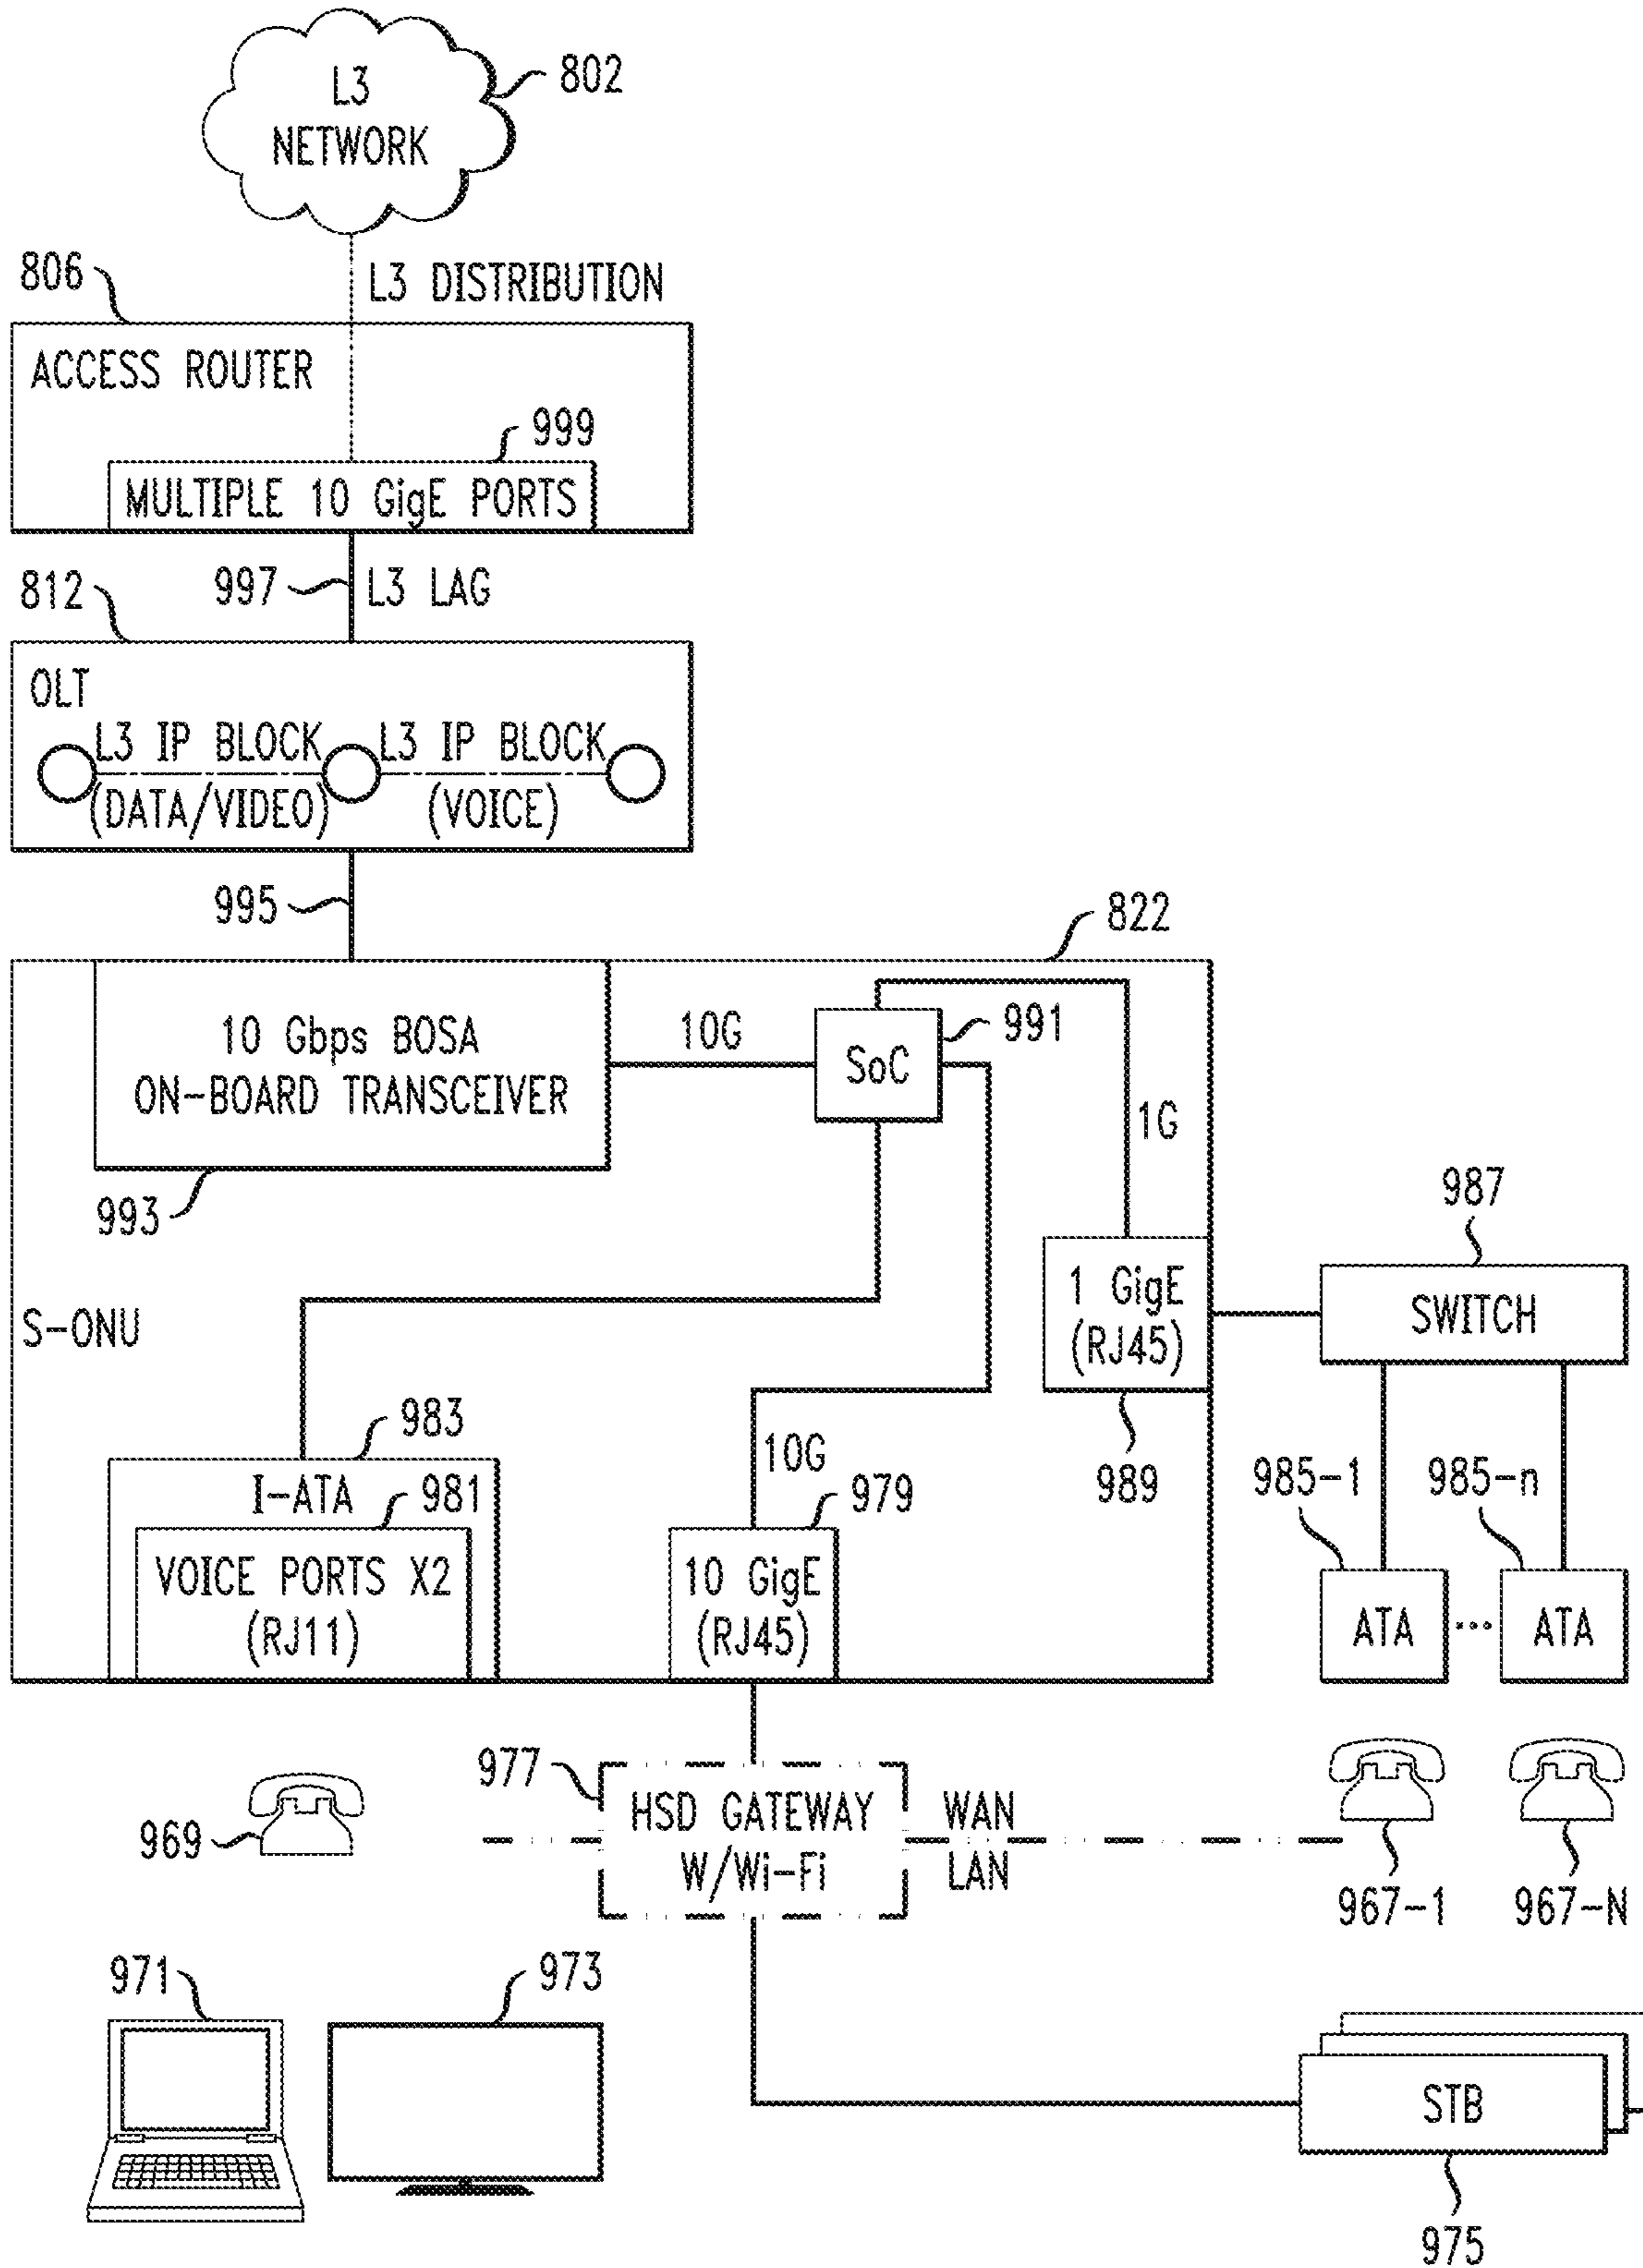 L3
NETWORK
802
806
L3 DISTRIBUTION
ACCESS ROUTER
999
MULTIPLE 10 GigE PORTS
812
997
L3 LAG
OLT
L3 IP BLOCK
(DATA/VIDEO)
L3 IP BLOCK
(VOICE)
995
822
10 Gbps BOSA
ON-BOARD TRANSCEIVER
993
10G
SoC
991
1G
S-ONU
1 GigE
(RJ45)
989
987
SWITCH
983
I-ATA
981
VOICE PORTS X2
(RJ11)
10G
979
10 GigE
(RJ45)
985-1
985-n
ATA
...
ATA
969
977
HSD GATEWAY
W/Wi-Fi
WAN
LAN
967-1
967-N
971
973
STB
975